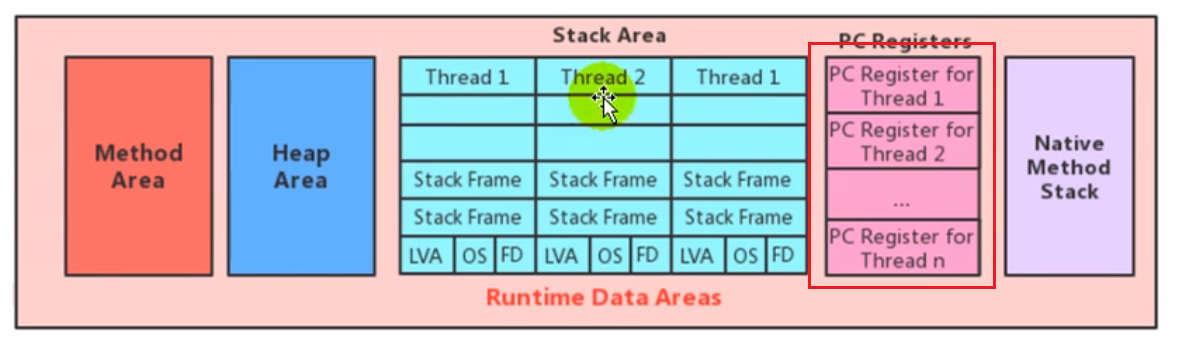 Stack Area
PC Registers
Method
Area
Heap
Area
Thread 1
Thread 2
Thread 1
Stack Frame
Stack Frame
Stack Frame
Stack Frame
Stack Frame
Stack Frame
LVA
OS
FD
LVA
OS
FD
LVA
OS
FD
PC Register for
Thread 1
PC Register for
Thread 2
...
PC Register for
Thread n
Native
Method
Stack
Runtime Data Areas